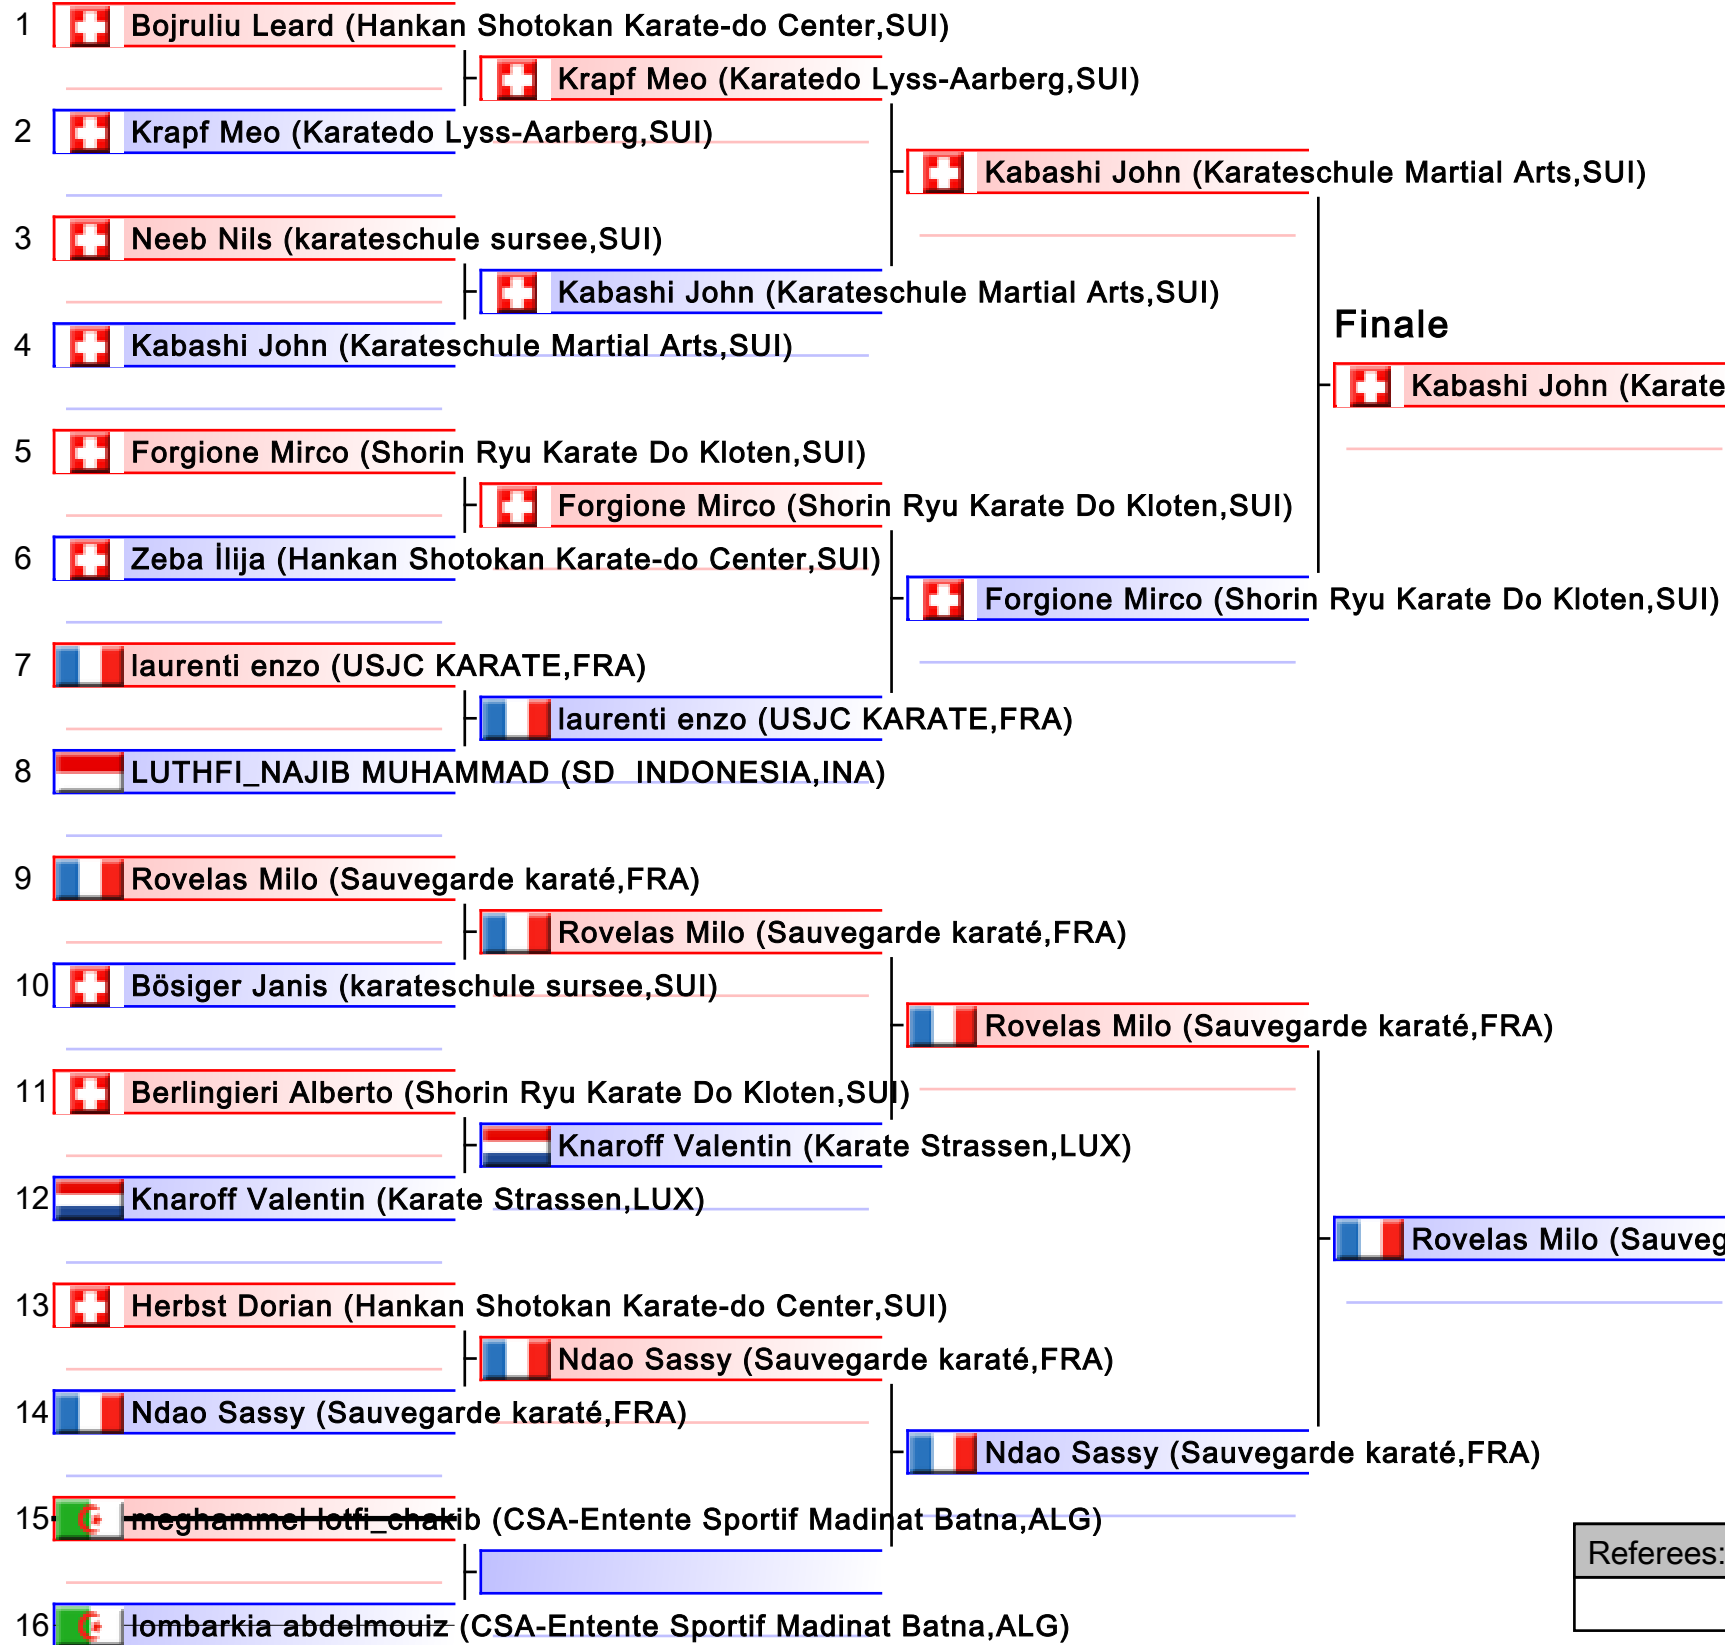 1 Bojruliu Leard (Hankan Shotokan Karate-do Center,SUI)
Krapf Meo (Karatedo Lyss-Aarberg,SUI)
2 Krapf Meo (Karatedo Lyss-Aarberg,SUI)
Kabashi John (Karateschule Martial Arts,SUI)
3 Neeb Nils (karateschule sursee,SUI)
Kabashi John (Karateschule Martial Arts,SUI)
Finale
4 Kabashi John (Karateschule Martial Arts,SUI)
Kabashi John (Karate
5 Forgione Mirco (Shorin Ryu Karate Do Kloten,SUI)
Forgione Mirco (Shorin Ryu Karate Do Kloten,SUI)
6 Zeba İlija (Hankan Shotokan Karate-do Center,SUI)
Forgione Mirco (Shorin Ryu Karate Do Kloten,SUI)
7 laurenti enzo (USJC KARATE,FRA)
laurenti enzo (USJC KARATE,FRA)
8 LUTHFI_NAJIB MUHAMMAD (SD  INDONESIA,INA)
9 Rovelas Milo (Sauvegarde karaté,FRA)
Rovelas Milo (Sauvegarde karaté,FRA)
10 Bösiger Janis (karateschule sursee,SUI)
Rovelas Milo (Sauvegarde karaté,FRA)
11 Berlingieri Alberto (Shorin Ryu Karate Do Kloten,SUI)
Knaroff Valentin (Karate Strassen,LUX)
12 Knaroff Valentin (Karate Strassen,LUX)
Rovelas Milo (Sauveg
13 Herbst Dorian (Hankan Shotokan Karate-do Center,SUI)
Ndao Sassy (Sauvegarde karaté,FRA)
14 Ndao Sassy (Sauvegarde karaté,FRA)
Ndao Sassy (Sauvegarde karaté,FRA)
15 meghammel lotfi_chakib (CSA-Entente Sportif Madinat Batna,ALG)
Referees:
16 lombarkia abdelmouiz (CSA-Entente Sportif Madinat Batna,ALG)